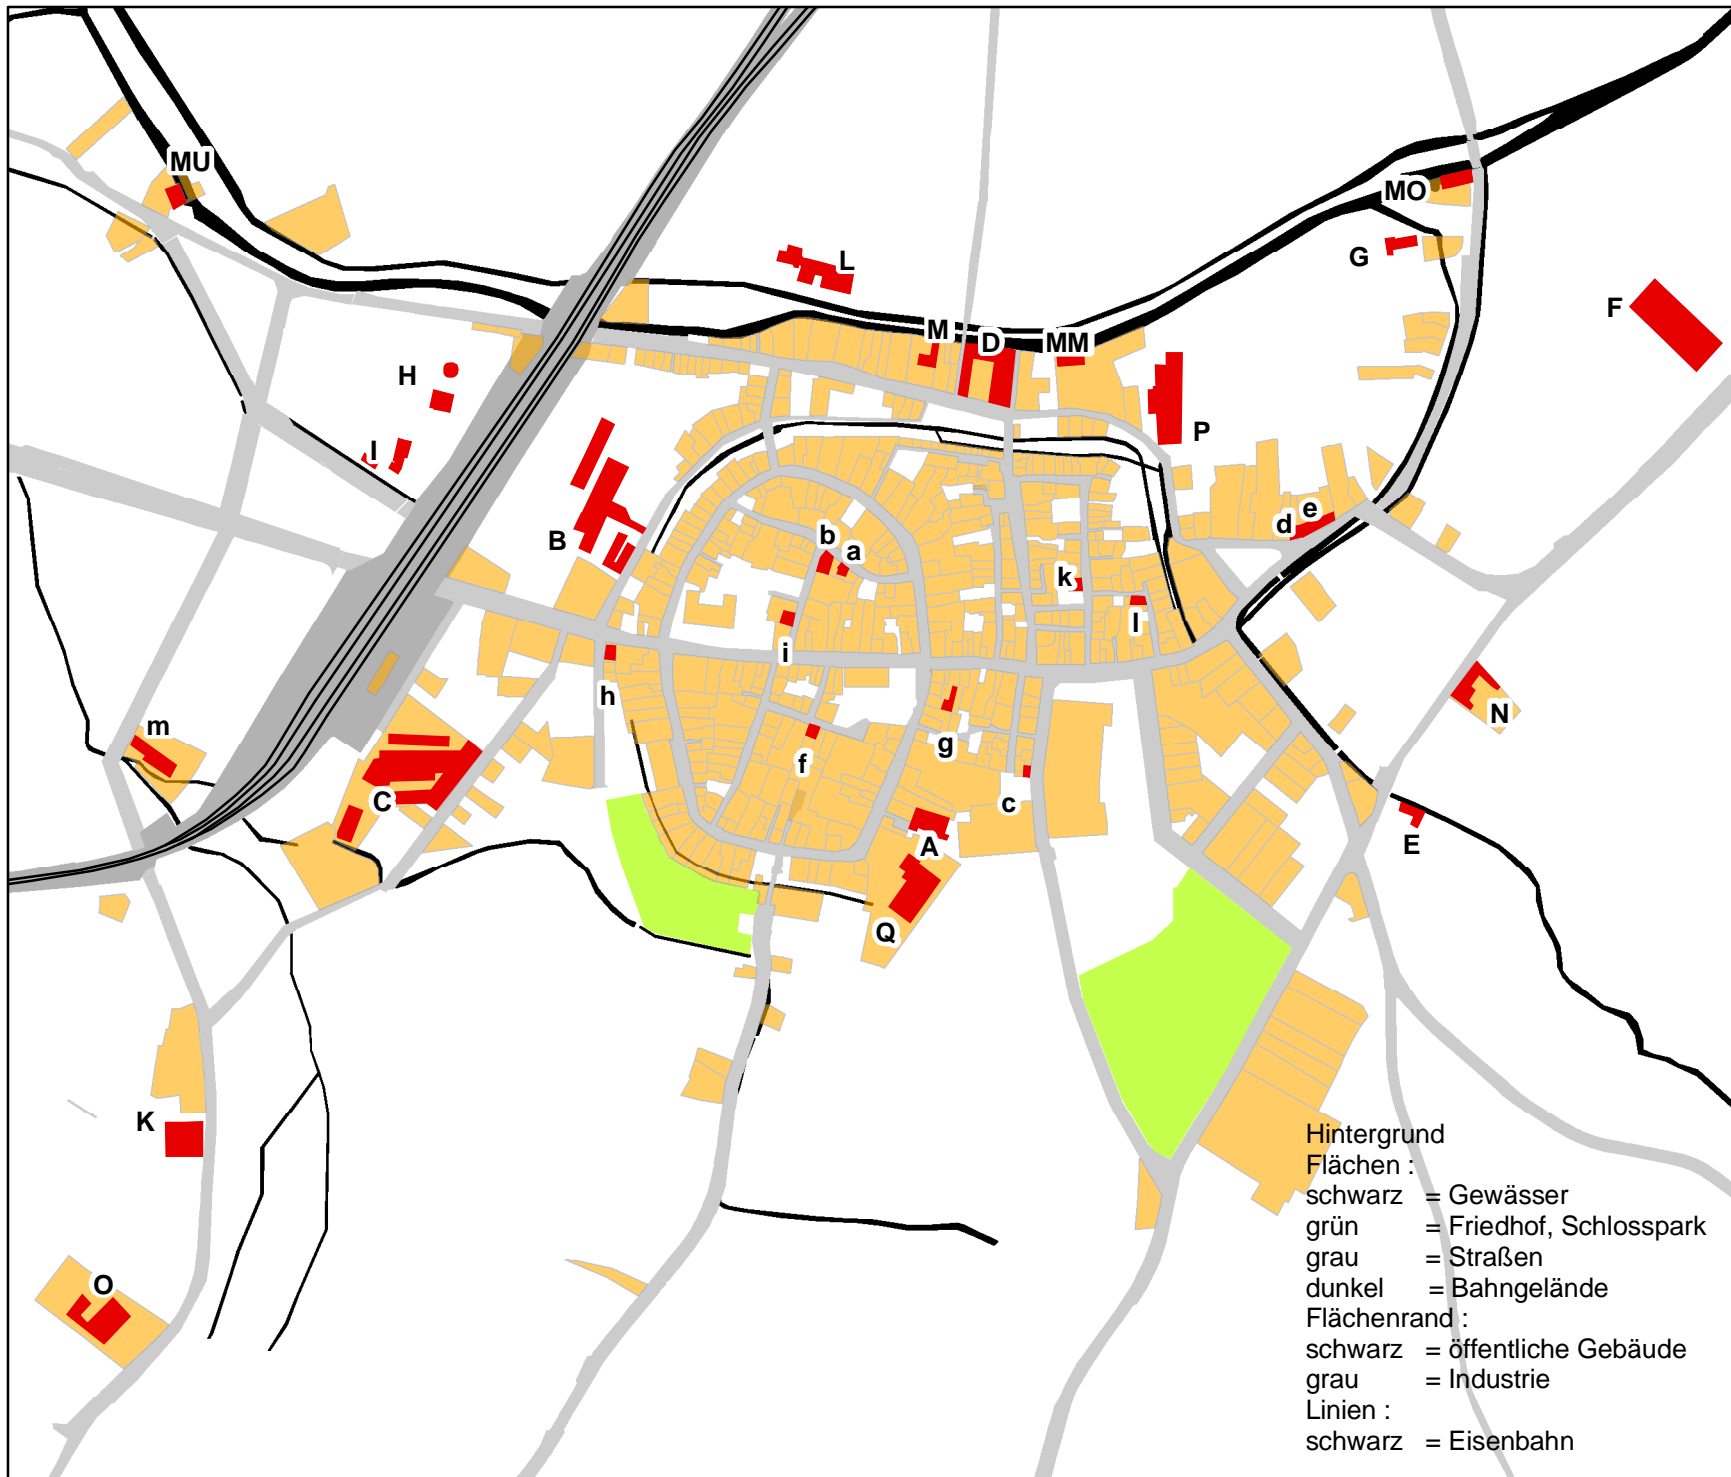 MU
MO
L
G
F
M
D
MM
H
P
I
B
b
a
d
e
k
l
i
h
m
g
f
C
c
N
A
E
Q
K
O
Hintergrund
Flächen :
schwarz = Gewässer
grün = Friedhof, Schlosspark
grau = Straßen
dunkel = Bahngelände
Flächenrand :
schwarz = öffentliche Gebäude
grau = Industrie
Linien :
schwarz = Eisenbahn